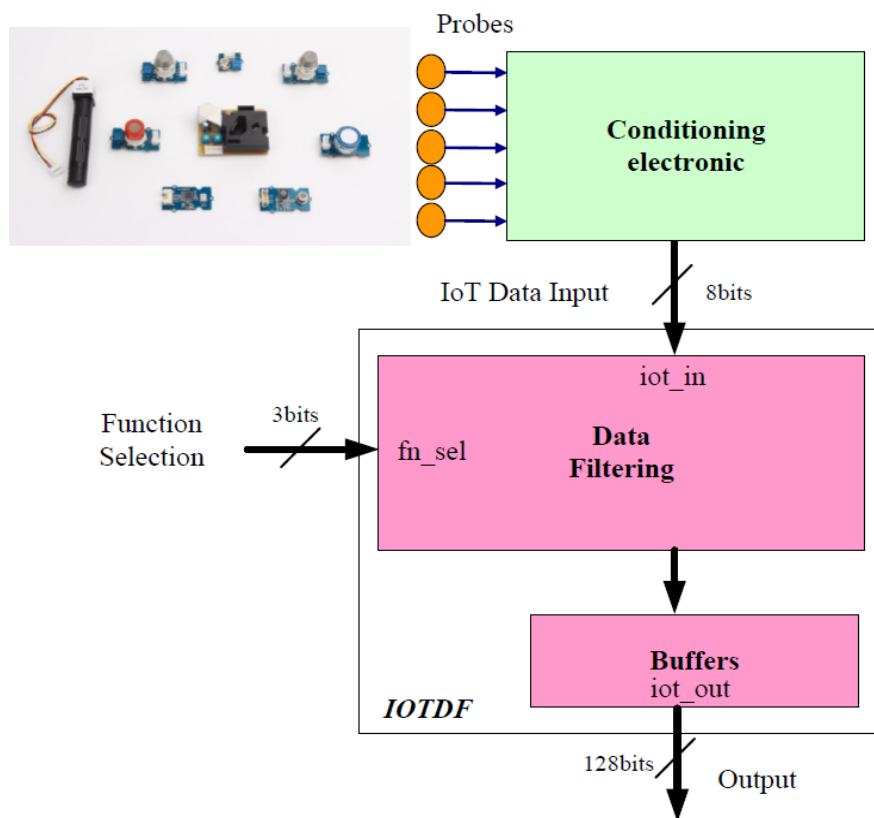 Probes
Conditioning
electronic
IoT Data Input
8bits
iot_in
Function
Selection
3bits
fn_sel
Data
Filtering
Buffers
iot_out
IOTDF
128bits
Output